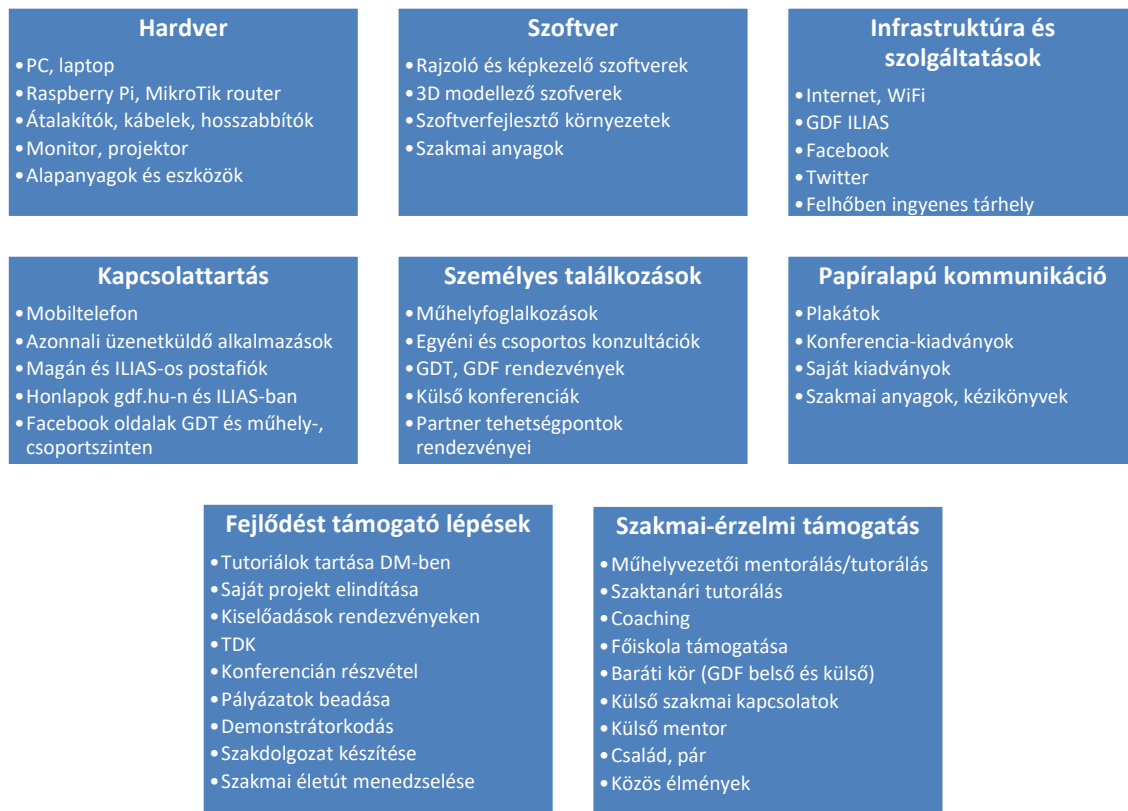 Hardver
•PC, laptop
•Raspberry Pi, MikroTik router
•Átalakítók, kábelek, hosszabbítók
•Monitor, projektor
•Alapanyagok és eszközök
Szoftver
•Rajzoló és képkezelő szoftverek
•3D modellező szofverek
•Szoftverfejlesztő környezetek
•Szakmai anyagok
Infrastruktúra és
szolgáltatások
•Internet, WiFi
•GDF ILIAS
•Facebook
•Twitter
•Felhőben ingyenes tárhely
Kapcsolattartás
•Mobiltelefon
•Azonnali üzenetküldő alkalmazások
•Magán és ILIAS-os postafiók
•Honlapok gdf.hu-n és ILIAS-ban
•Facebook oldalak GDT és műhely-,
csoportszinten
Személyes találkozások
•Műhelyfoglalkozások
•Egyéni és csoportos konzultációk
•GDT, GDF rendezvények
•Külső konferenciák
•Partner tehetségpontok
rendezvényei
Papíralapú kommunikáció
•Plakátok
•Konferencia-kiadványok
•Saját kiadványok
•Szakmai anyagok, kézikönyvek
Fejlődést támogató lépések
•Tutoriálok tartása DM-ben
•Saját projekt elindítása
•Kiselőadások rendezvényeken
•TDK
•Konferencián részvétel
•Pályázatok beadása
•Demonstrátorkodás
•Szakdolgozat készítése
•Szakmai életút menedzselése
Szakmai-érzelmi támogatás
•Műhelyvezetői mentorálás/tutorálás
•Szaktanári tutorálás
•Coaching
•Főiskola támogatása
•Baráti kör (GDF belső és külső)
•Külső szakmai kapcsolatok
•Külső mentor
•Család, pár
•Közös élmények